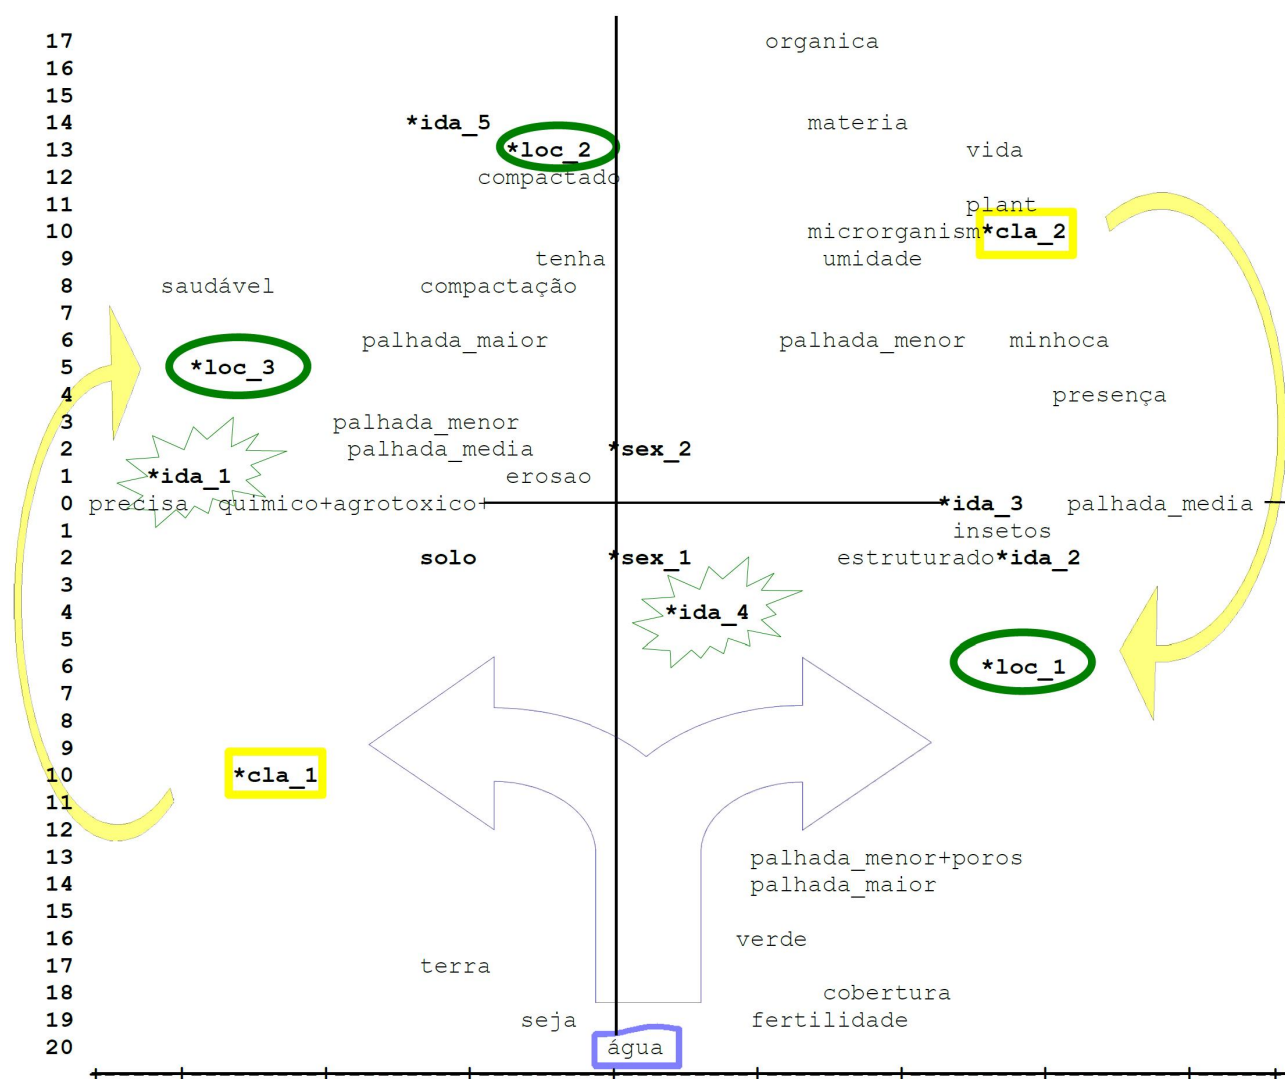 17 organica
16
15
14 *ida_5 materia
13 *loc_2 vida
12 compactado
11 plant
10 microrganism*cla_2
9 tenha umidade
8 saudável compactação
7
6 palhada_maior palhada_menor minhoca
5 *loc_3
4 presença
3 palhada_menor
2 palhada_media *sex_2
1 *ida_1 erosao
0 precisa quimico+agrotoxico+ *ida_3 palhada_media
1 insetos
2 solo *sex_1 estruturado*ida_2
3
4 *ida_4
5
6 *loc_1
7
8
9
10 *cla_1
11
12
13 palhada_menor+poros
14 palhada_maior
15
16 verde
17 terra
18 cobertura
19 seja fertilidade
20 água